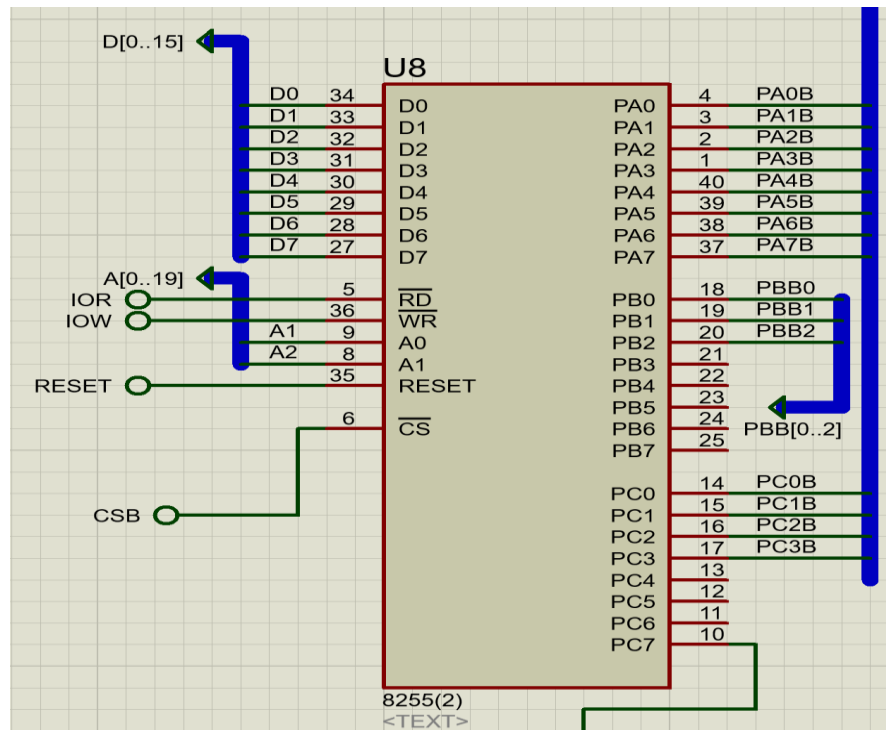 D[0..15]
U8
D0 34 D0 PA0 4 PA0B
D1 33 D1 PA1 3 PA1B
D2 32 D2 PA2 2 PA2B
D3 31 D3 PA3 1 PA3B
D4 30 D4 PA4 40 PA4B
D5 29 D5 PA5 39 PA5B
D6 28 D6 PA6 38 PA6B
D7 27 D7 PA7 37 PA7B
A[0..19]
IOR 5 RD PB0 18 PBB0
IOW 36 WR PB1 19 PBB1
A1 9 A0 PB2 20 PBB2
A2 8 A1 PB3 21
RESET 35 RESET PB4 22
PB5 23
6 CS PB6 24 PBB[0..2]
PB7 25
PC0 14 PC0B
CSB PC1 15 PC1B
PC2 16 PC2B
PC3 17 PC3B
PC4 13
PC5 12
PC6 11
PC7 10
8255(2)
<TEXT>